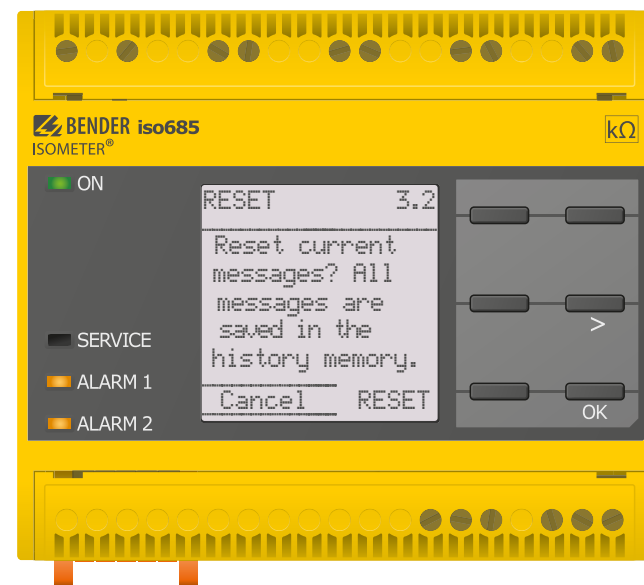 BENDER iso685
kΩ
ISOMETER®
ON
RESET 3.2
Reset current
messages? All
messages are
saved in the
history memory.
Cancel RESET
SERVICE
ALARM 1
ALARM 2
>
OK